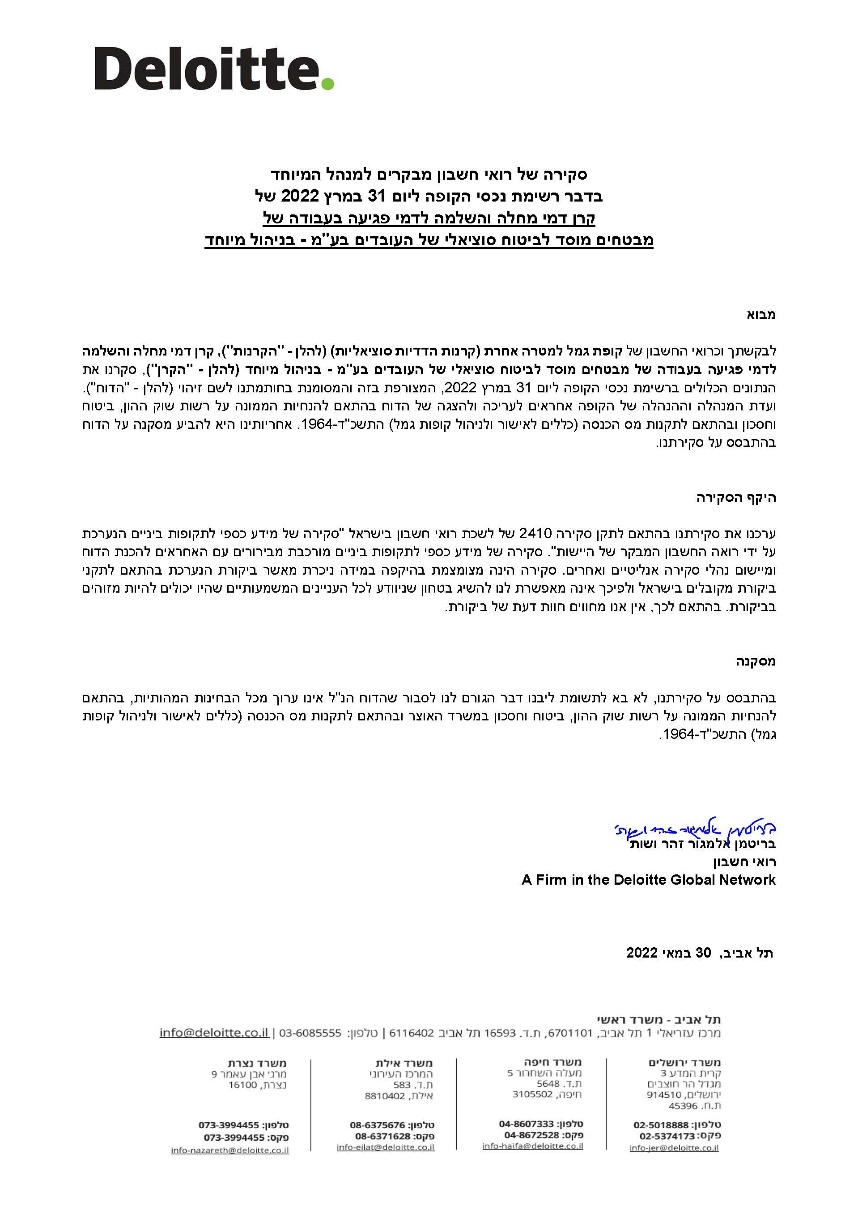 Deloitte.
סקירה של רואי חשבון מבקרים למנהל המיוחד
בדבר רשימת נכסי הקופה ליום 31 במרץ 2022 של
קרן דמי מחלה והשלמה לדמי פגיעה בעבודה של
מבטחים מוסד לביטוח סוציאלי של העובדים בע"מ - בניהול מיוחד
מבוא
לבקשתך וכרואי החשבון של קופת גמל למטרה אחרת (קרנות הדדיות סוציאליות) (להלן - "הקרנות"), קרן דמי מחלה והשלמה
לדמי פגיעה בעבודה של מבטחים מוסד לביטוח סוציאלי של העובדים בע"מ - בניהול מיוחד (להלן - "הקרן"), סקרנו את
הנתונים הכלולים ברשימת נכסי הקופה ליום 31 במרץ 2022, המצורפת בזה והמסומנת בחותמתנו לשם זיהוי (להלן - "הדוח").
ועדת המנהלה וההנהלה של הקופה אחראים לעריכה ולהצגה של הדוח בהתאם להנחיות הממונה על רשות שוק ההון, ביטוח
וחסכון ובהתאם לתקנות מס הכנסה (כללים לאישור ולניהול קופות גמל) התשכ"ד-1964. אחריותינו היא להביע מסקנה על הדוח
בהתבסס על סקירתנו.
היקף הסקירה
ערכנו את סקירתנו בהתאם לתקן סקירה 2410 של לשכת רואי חשבון בישראל "סקירה של מידע כספי לתקופות ביניים הנערכת
על ידי רואה החשבון המבקר של היישות". סקירה של מידע כספי לתקופות ביניים מורכבת מבירורים עם האחראים להכנת הדוח
ומיישום נהלי סקירה אנליטיים ואחרים. סקירה הינה מצומצמת בהיקפה במידה ניכרת מאשר ביקורת הנערכת בהתאם לתקני
ביקורת מקובלים בישראל ולפיכך אינה מאפשרת לנו להשיג בטחון שניוודע לכל העניינים המשמעותיים שהיו יכולים להיות מזוהים
בביקורת. בהתאם לכך, אין אנו מחווים חוות דעת של ביקורת.
מסקנה
בהתבסס על סקירתנו, לא בא לתשומת ליבנו דבר הגורם לנו לסבור שהדוח הנ"ל אינו ערוך מכל הבחינות המהותיות, בהתאם
להנחיות הממונה על רשות שוק ההון, ביטוח וחסכון במשרד האוצר ובהתאם לתקנות מס הכנסה (כללים לאישור ולניהול קופות
גמל) התשכ"ד-1964.
בריטמן אלמגור זהר ושות'
בריטמן אלמגור זהר ושות'
רואי חשבון
A Firm in the Deloitte Global Network
תל אביב, 30 במאי 2022
תל אביב - משרד ראשי
מרכז עזריאלי 1 תל אביב, 6701101, ת.ד. 16593 תל אביב 6116402 | טלפון: 03-6085555 | info@deloitte.co.il
משרד ירושלים
קרית המדע 3
מגדל הר חוצבים
ירושלים, 914510
ת.ח. 45396
טלפון: 02-5018888
פקס: 02-5374173
info-jer@deloitte.co.il
משרד חיפה
מעלה השחרור 5
ת.ד. 5648
חיפה, 3105502
טלפון: 04-8607333
פקס: 04-8672528
info-haifa@deloitte.co.il
משרד אילת
המרכז העירוני
ת.ד. 583
אילת, 8810402
טלפון: 08-6375676
פקס: 08-6371628
info-eilat@deloitte.co.il
משרד נצרת
מרג' אבן עאמר 9
נצרת, 16100
טלפון: 073-3994455
פקס: 073-3994455
info-nazareth@deloitte.co.il